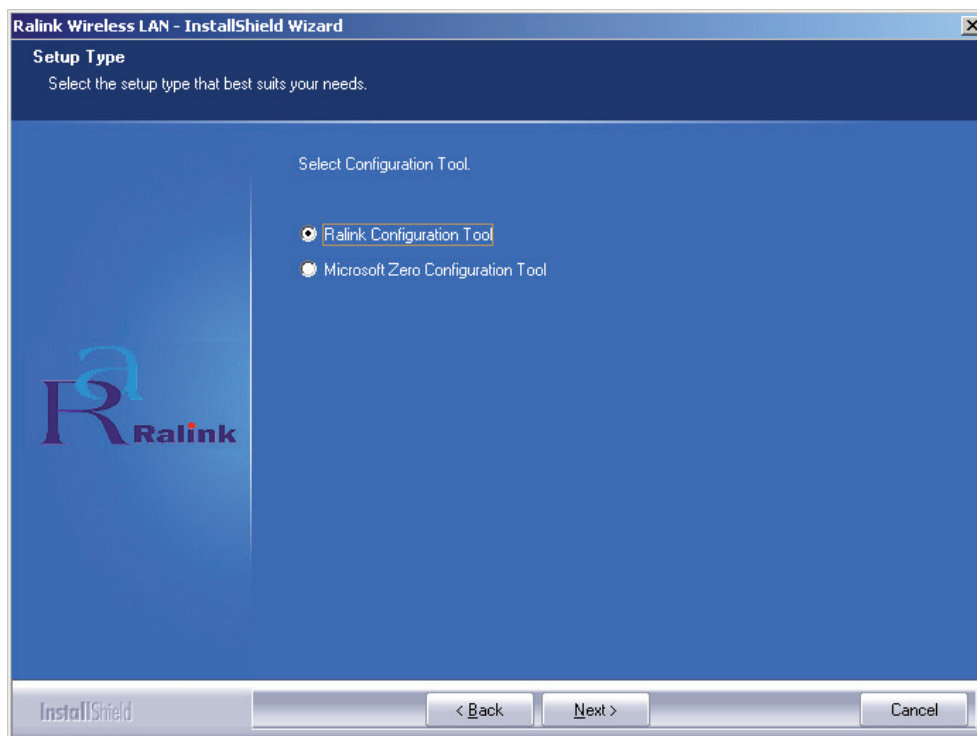 Ralink Wireless LAN - InstallShield Wizard
Setup Type
Select the setup type that best suits your needs.
Select Configuration Tool.
Ralink Configuration Tool
Microsoft Zero Configuration Tool
Ra
Ralink
InstallShield
< Back
Next >
Cancel